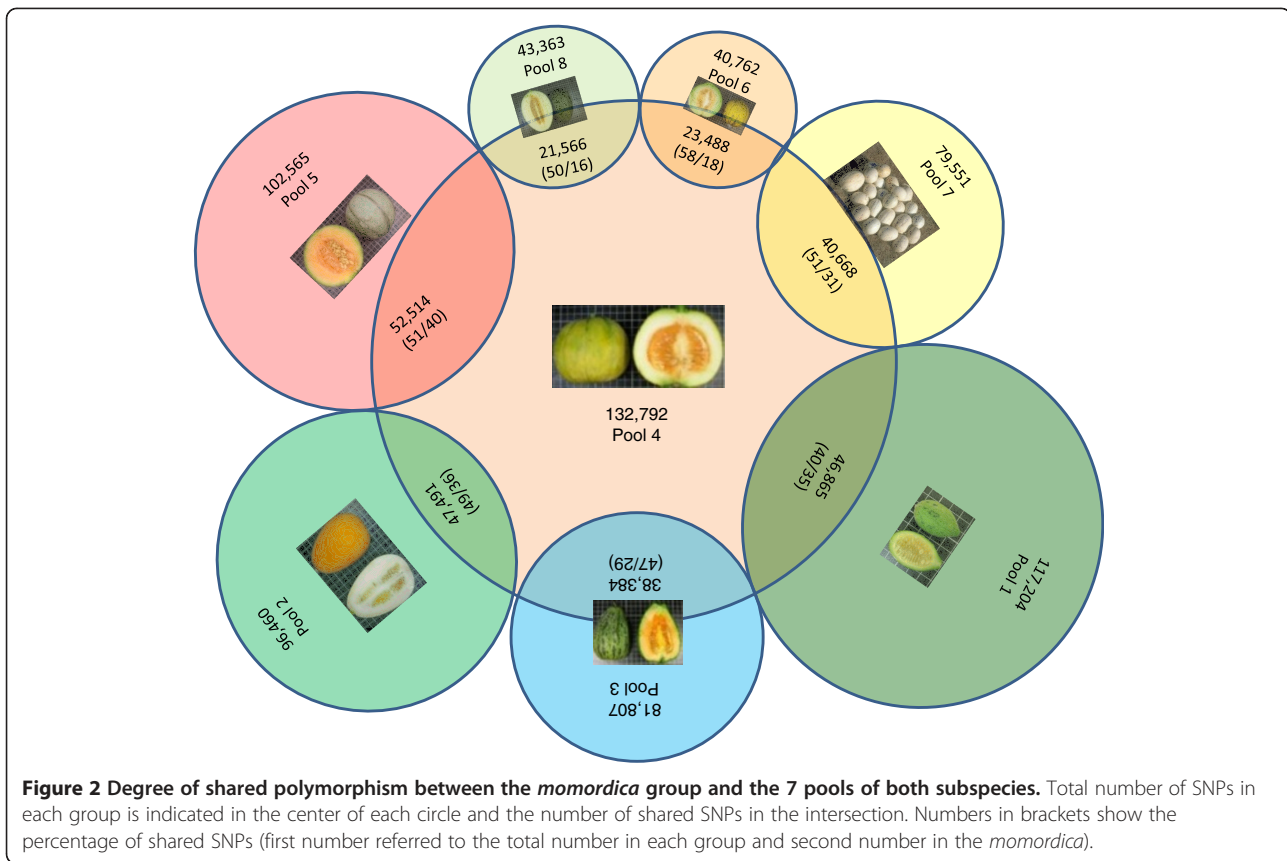 43,363
Pool 8
21,566
(50/16)
40,762
Pool 6
23,488
(58/18)
79,551
Pool 7
40,668
(51/31)
102,565
Pool 5
52,514
(51/40)
132,792
Pool 4
46,865
(40/35)
117,204
Pool 1
47,491
(49/36)
96,460
Pool 2
38,384
(47/29)
81,807
Pool 3
Figure 2 Degree of shared polymorphism between the momordica group and the 7 pools of both subspecies. Total number of SNPs in
each group is indicated in the center of each circle and the number of shared SNPs in the intersection. Numbers in brackets show the
percentage of shared SNPs (first number referred to the total number in each group and second number in the momordica).